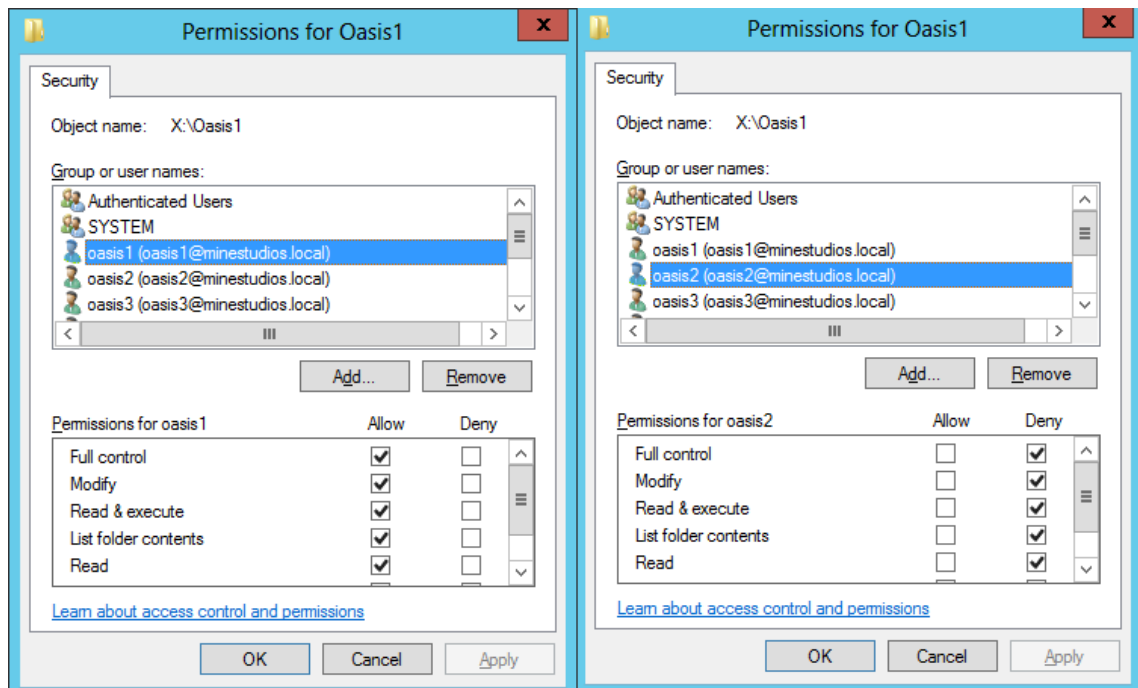 Permissions for Oasis1
x
Security
Object name: X:\Oasis1
Group or user names:
Authenticated Users
SYSTEM
oasis1 (oasis1@minestudios.local)
oasis2 (oasis2@minestudios.local)
oasis3 (oasis3@minestudios.local)
Add... Remove
Permissions for oasis1 Allow Deny
Full control
Modify
Read & execute
List folder contents
Read
Learn about access control and permissions
OK Cancel Apply
Permissions for Oasis1
x
Security
Object name: X:\Oasis1
Group or user names:
Authenticated Users
SYSTEM
oasis1 (oasis1@minestudios.local)
oasis2 (oasis2@minestudios.local)
oasis3 (oasis3@minestudios.local)
Add... Remove
Permissions for oasis2 Allow Deny
Full control
Modify
Read & execute
List folder contents
Read
Learn about access control and permissions
OK Cancel Apply